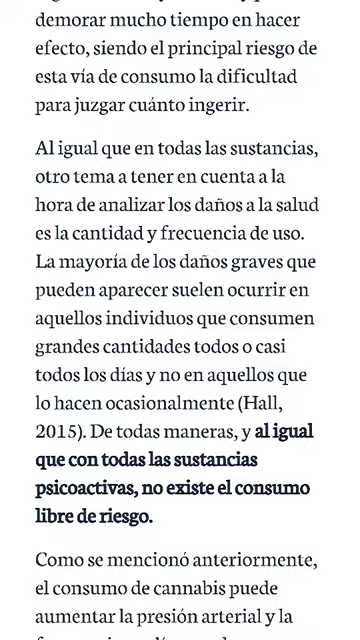 demorar mucho tiempo en hacer
efecto, siendo el principal riesgo de
esta vía de consumo la dificultad
para juzgar cuánto ingerir.
Al igual que en todas las sustancias,
otro tema a tener en cuenta a la
hora de analizar los daños a la salud
es la cantidad y frecuencia de uso.
La mayoría de los daños graves que
pueden aparecer suelen ocurrir en
aquellos individuos que consumen
grandes cantidades todos o casi
todos los días y no en aquellos que
lo hacen ocasionalmente (Hall,
2015). De todas maneras, y al igual
que con todas las sustancias
psicoactivas, no existe el consumo
libre de riesgo.
Como se mencionó anteriormente,
el consumo de cannabis puede
aumentar la presión arterial y la